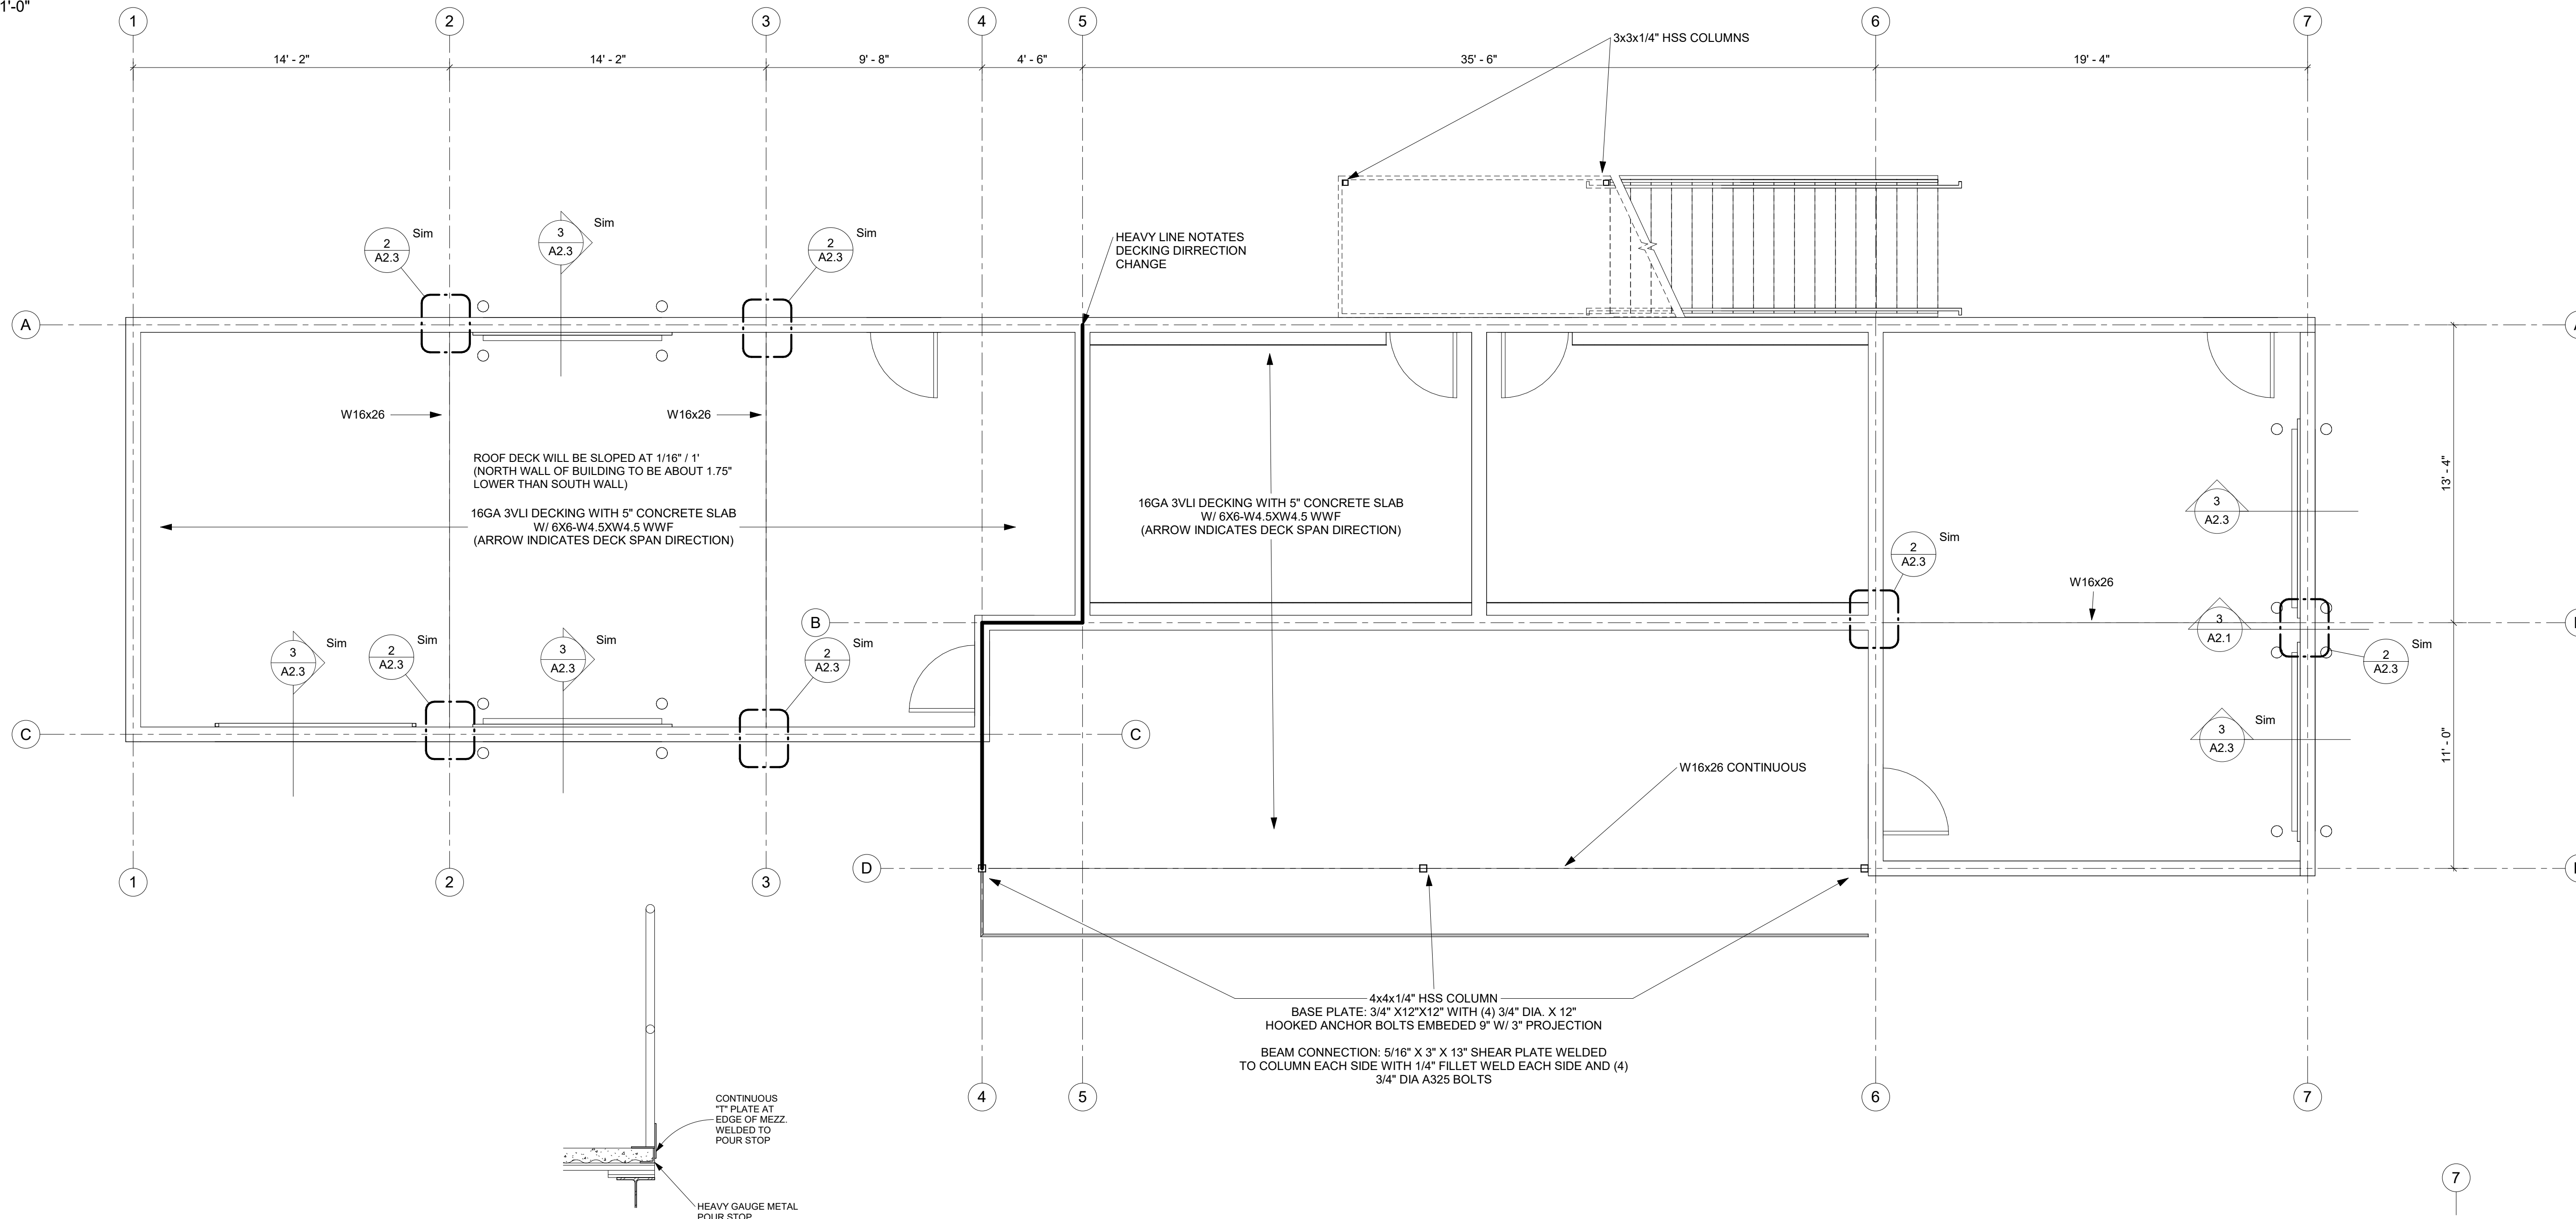 1'-0"
1
2
3
4
5
6
7
3x3x1/4" HSS COLUMNS
14' - 2"
14' - 2"
9' - 8"
4' - 6"
35' - 6"
19' - 4"
Sim
3
A2.3
Sim
2
A2.3
Sim
2
A2.3
HEAVY LINE NOTATES
DECKING DIRRECTION
CHANGE
A
W16x26
W16x26
ROOF DECK WILL BE SLOPED AT 1/16" / 1'
(NORTH WALL OF BUILDING TO BE ABOUT 1.75"
LOWER THAN SOUTH WALL)
16GA 3VLI DECKING WITH 5" CONCRETE SLAB
W/ 6X6-W4.5XW4.5 WWF
(ARROW INDICATES DECK SPAN DIRECTION)
16GA 3VLI DECKING WITH 5" CONCRETE SLAB
W/ 6X6-W4.5XW4.5 WWF
(ARROW INDICATES DECK SPAN DIRECTION)
13' - 4"
3
A2.3
Sim
2
A2.3
W16x26
3
A2.1
B
Sim
3
A2.3
Sim
2
A2.3
Sim
3
A2.3
Sim
2
A2.3
Sim
2
A2.3
C
C
Sim
3
A2.3
11' - 0"
W16x26 CONTINUOUS
D
1
2
3
4x4x1/4" HSS COLUMN
BASE PLATE: 3/4" X12"X12" WITH (4) 3/4" DIA. X 12"
HOOKED ANCHOR BOLTS EMBEDED 9" W/ 3" PROJECTION
BEAM CONNECTION: 5/16" X 3" X 13" SHEAR PLATE WELDED
TO COLUMN EACH SIDE WITH 1/4" FILLET WELD EACH SIDE AND (4)
3/4" DIA A325 BOLTS
4
5
6
7
CONTINUOUS
"T" PLATE AT
EDGE OF MEZZ.
WELDED TO
POUR STOP
HEAVY GAUGE METAL
POUR STOP
7